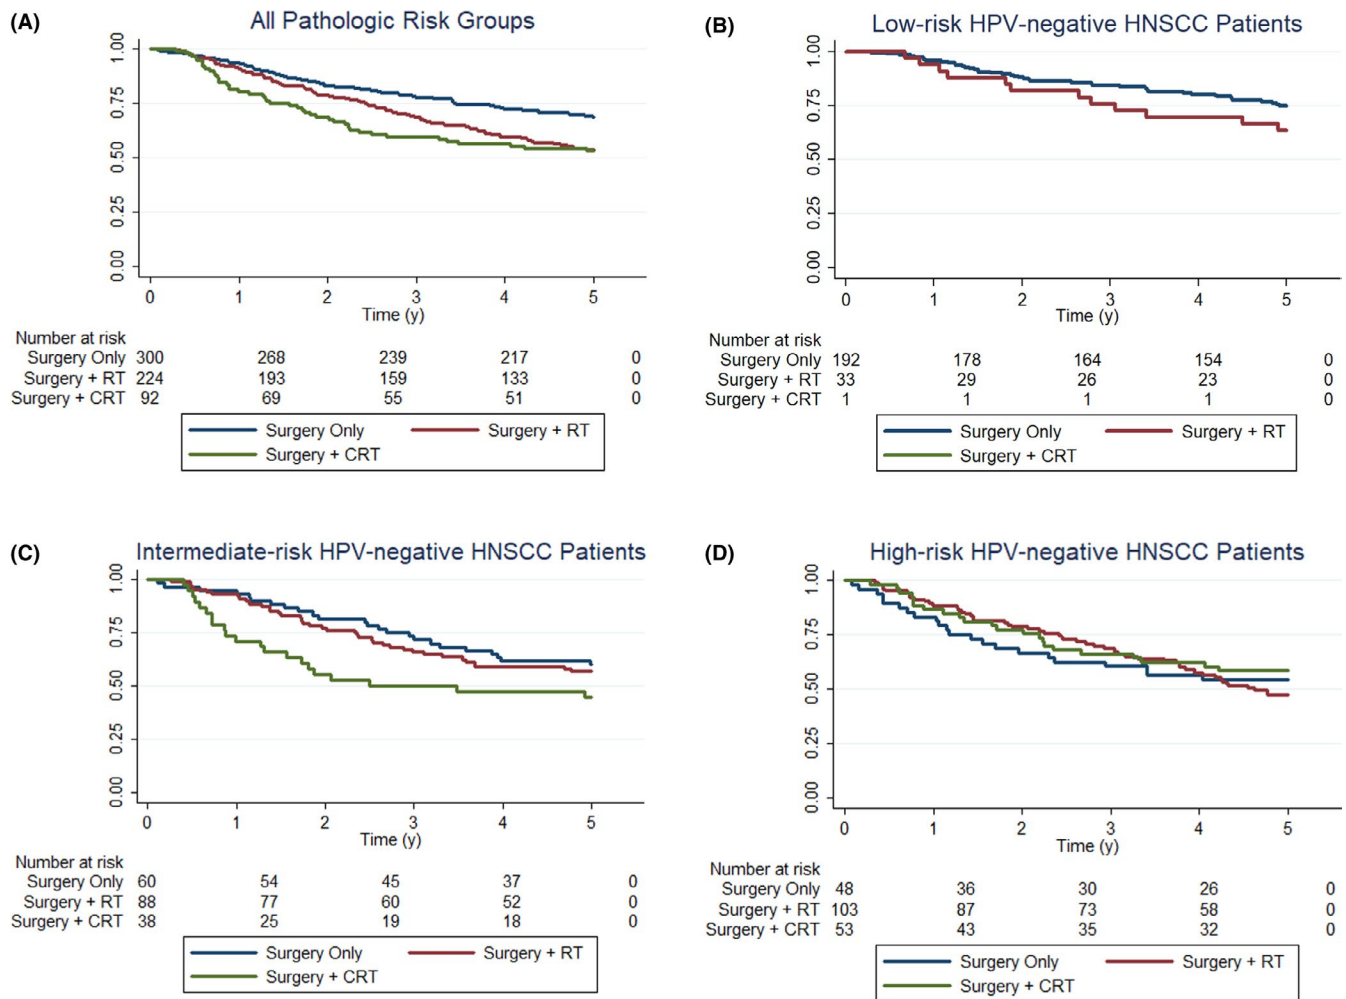 (A)
All Pathologic Risk Groups
1.00
0.75
0.50
0.25
0.00
0 1 2 3 4 5
Time (y)
Number at risk
Surgery Only 300 268 239 217 0
Surgery + RT 224 193 159 133 0
Surgery + CRT 92 69 55 51 0
Surgery Only Surgery + RT
Surgery + CRT
(B)
Low-risk HPV-negative HNSCC Patients
1.00
0.75
0.50
0.25
0.00
0 1 2 3 4 5
Time (y)
Number at risk
Surgery Only 192 178 164 154 0
Surgery + RT 33 29 26 23 0
Surgery + CRT 1 1 1 1 0
Surgery Only Surgery + RT
Surgery + CRT
(C)
Intermediate-risk HPV-negative HNSCC Patients
1.00
0.75
0.50
0.25
0.00
0 1 2 3 4 5
Time (y)
Number at risk
Surgery Only 60 54 45 37 0
Surgery + RT 88 77 60 52 0
Surgery + CRT 38 25 19 18 0
Surgery Only Surgery + RT
Surgery + CRT
(D)
High-risk HPV-negative HNSCC Patients
1.00
0.75
0.50
0.25
0.00
0 1 2 3 4 5
Time (y)
Number at risk
Surgery Only 48 36 30 26 0
Surgery + RT 103 87 73 58 0
Surgery + CRT 53 43 35 32 0
Surgery Only Surgery + RT
Surgery + CRT